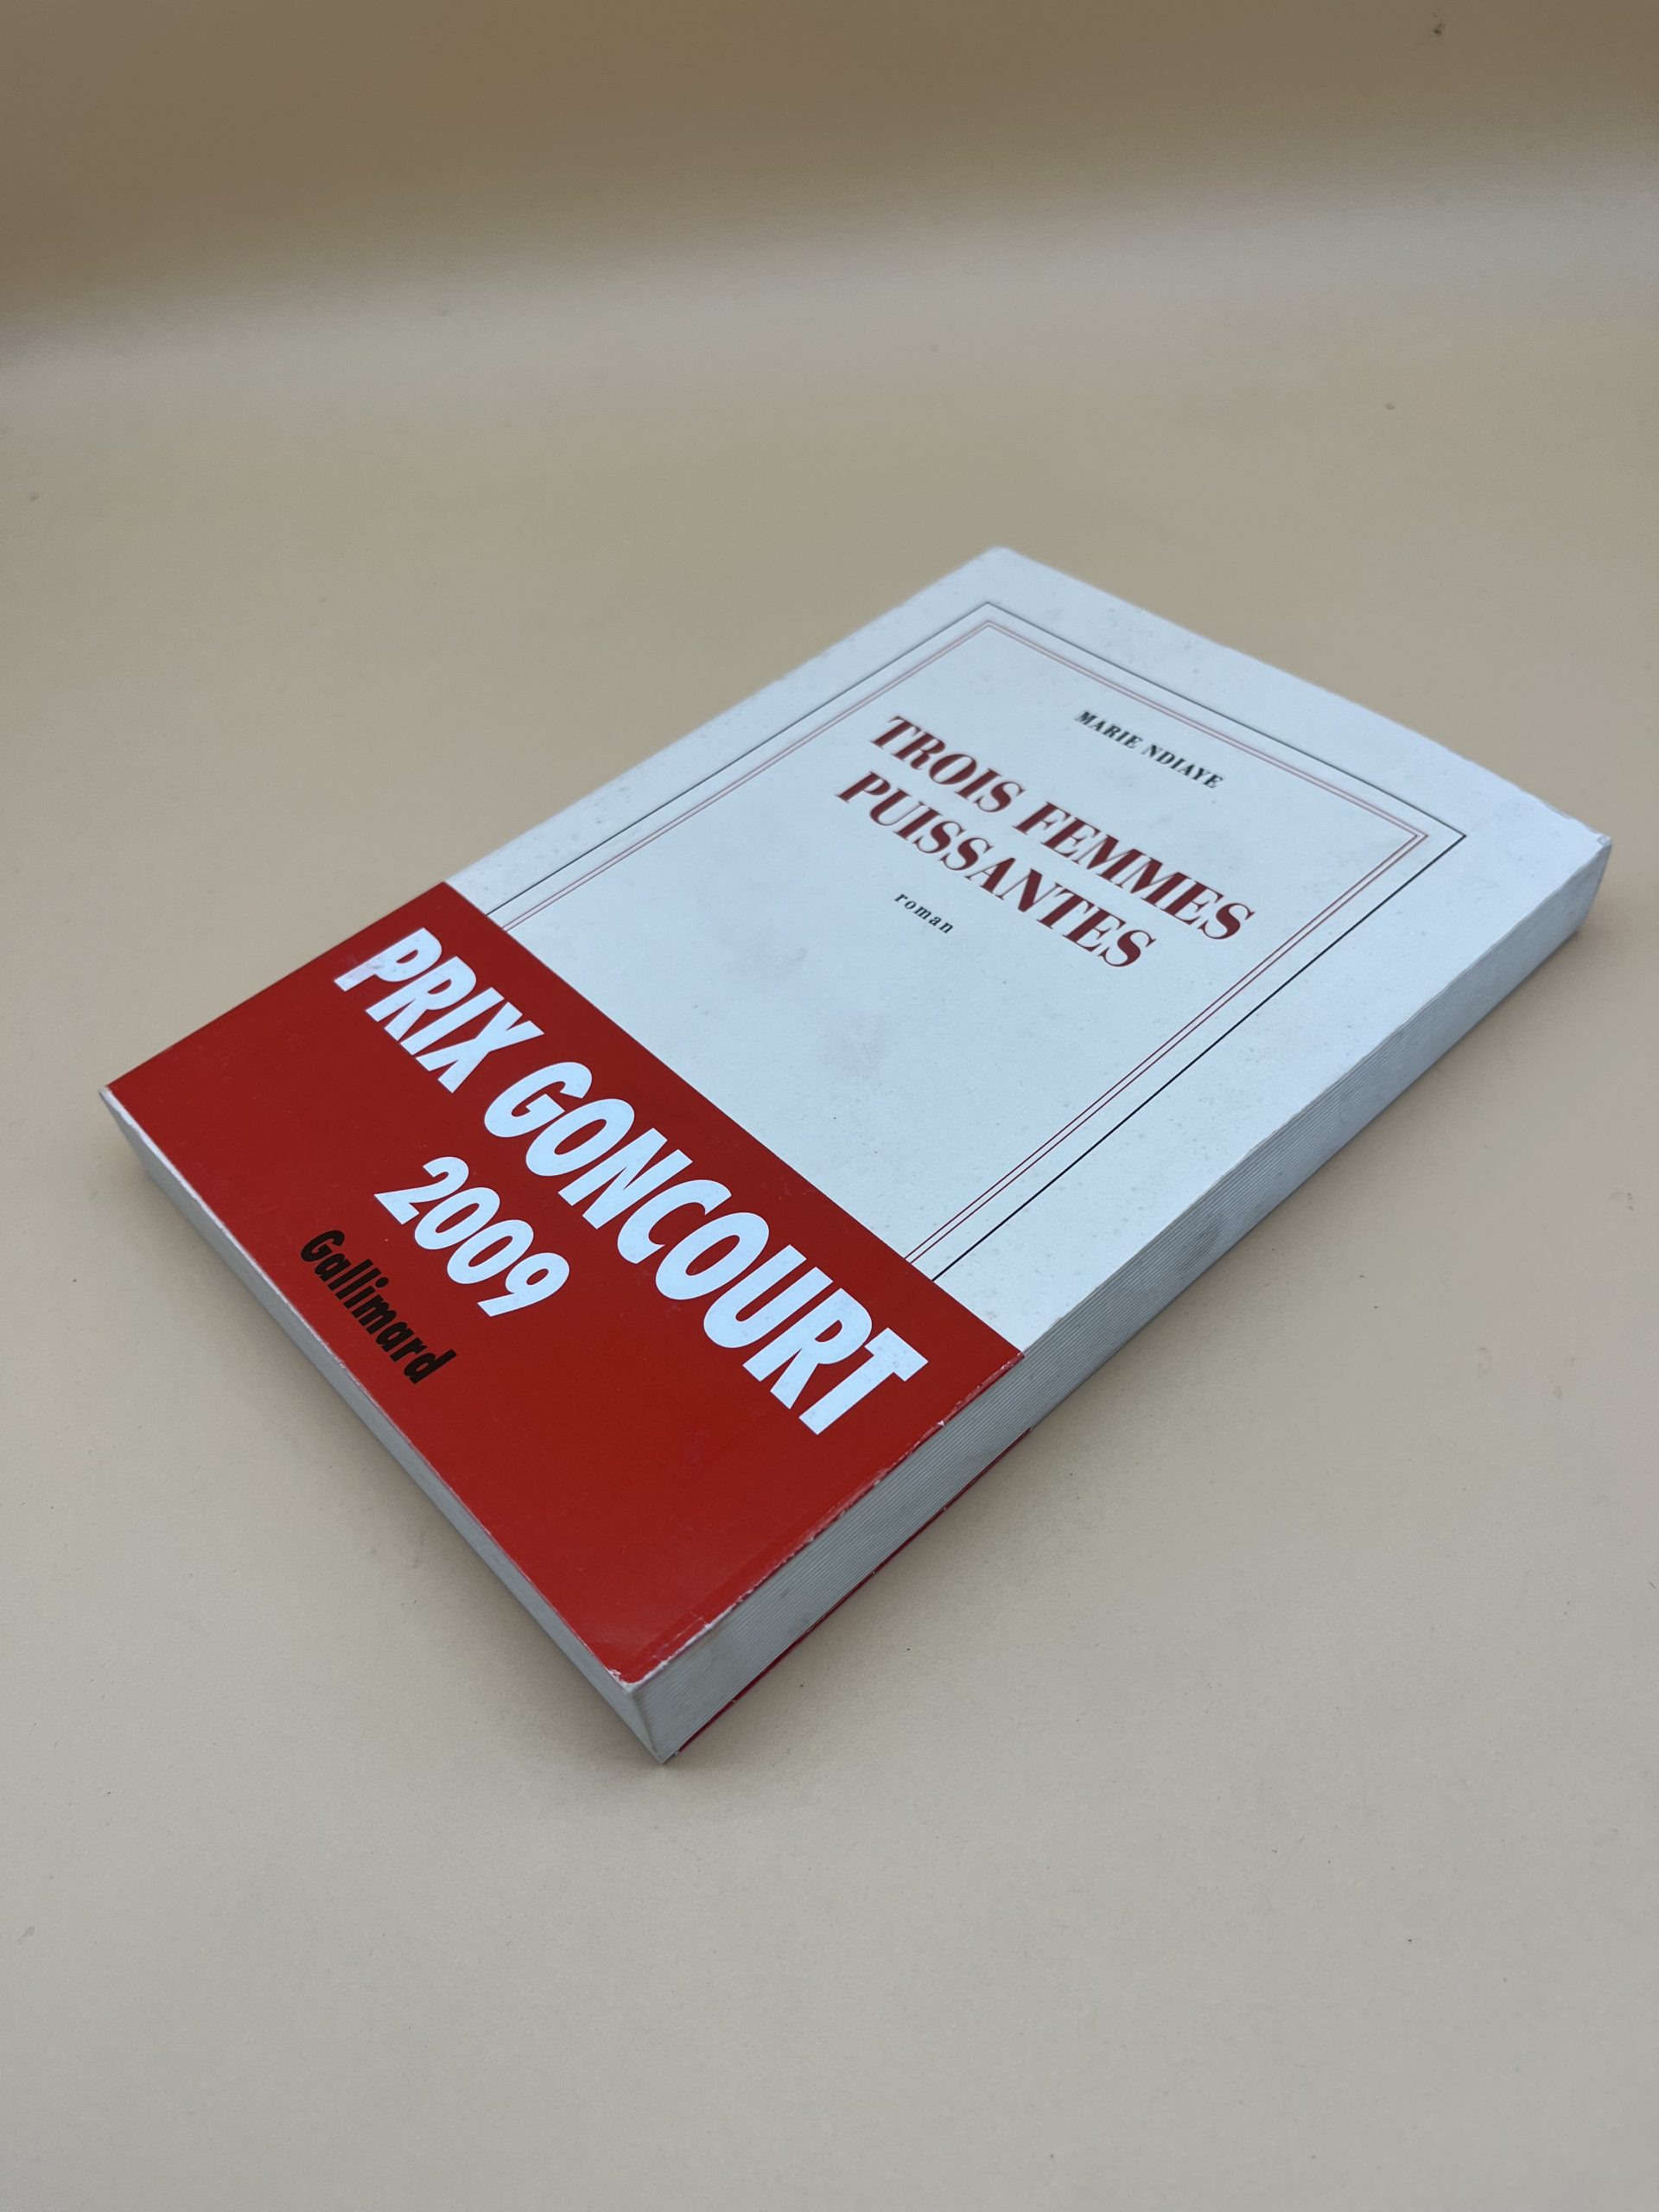 MARIE NDIAYE
TROIS FEMMES
PUISSANTES
roman
PRIX GONCOURT
2009
Gallimard